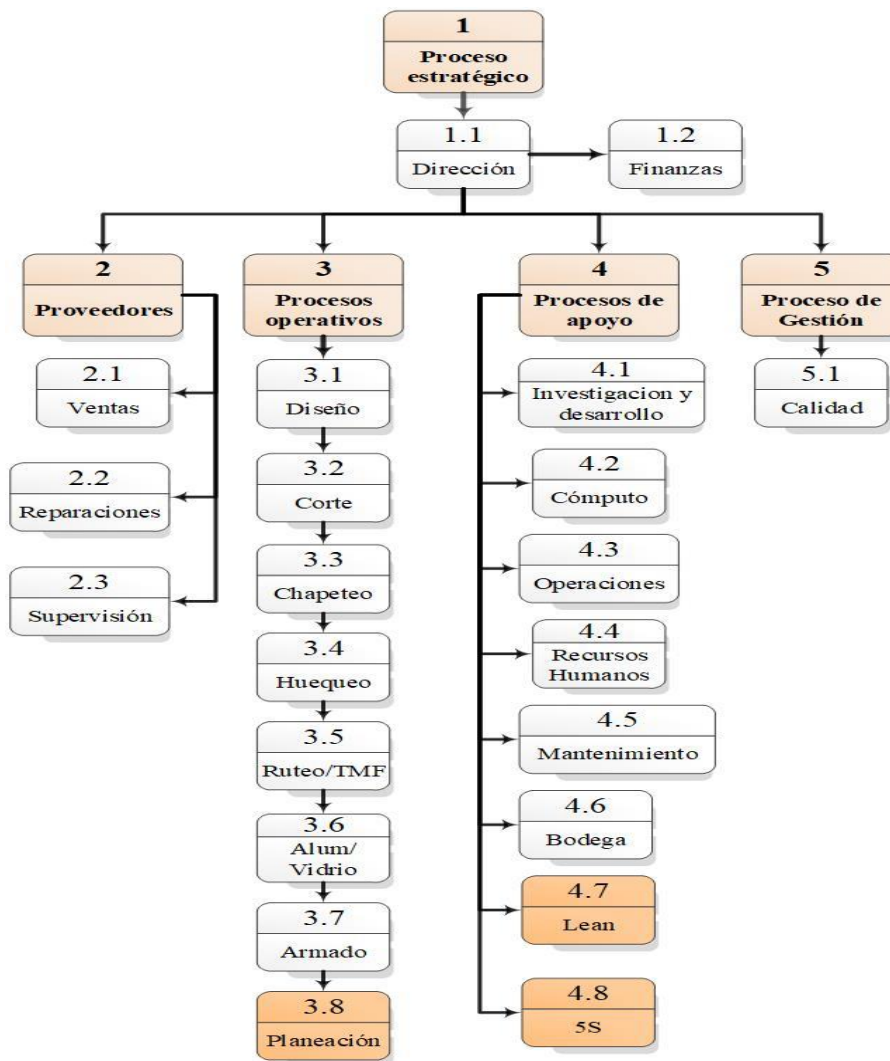 1
Proceso
estratégico
1.1
Dirección
1.2
Finanzas
2
Proveedores
2.1
Ventas
2.2
Reparaciones
2.3
Supervisión
3
Procesos
operativos
3.1
Diseño
3.2
Corte
3.3
Chapeteo
3.4
Huequeo
3.5
Ruteo/TMF
3.6
Alum/
Vidrio
3.7
Armado
3.8
Planeación
4
Procesos de
apoyo
4.1
Investigacion y
desarrollo
4.2
Cómputo
4.3
Operaciones
4.4
Recursos
Humanos
4.5
Mantenimiento
4.6
Bodega
4.7
Lean
4.8
5S
5
Proceso de
Gestión
5.1
Calidad